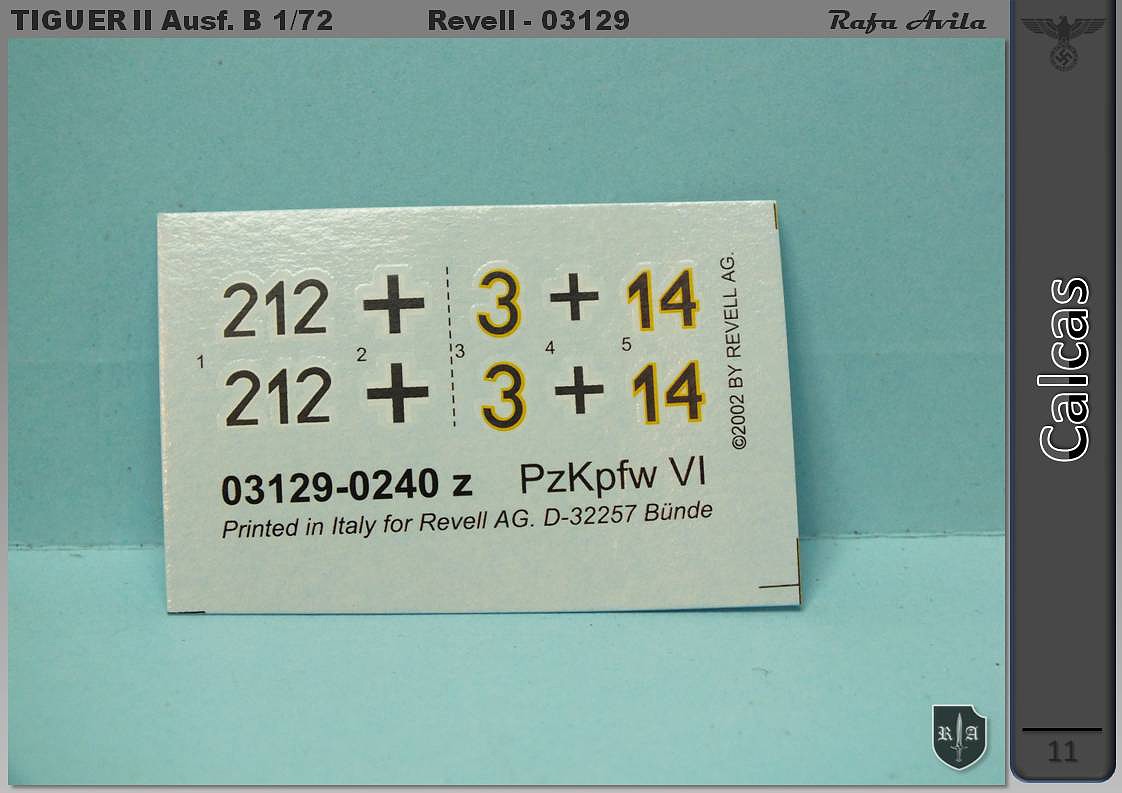 TIGUER II Ausf. B 1/72 Revell - 03129 Rafa Avila
212 + 3 + 14
1 2 3 4 5
212 + 3 + 14
©2002 BY REVELL AG.
03129-0240 z PzKpfw VI
Printed in Italy for Revell AG. D-32257 Bünde
Calcas
R A
11